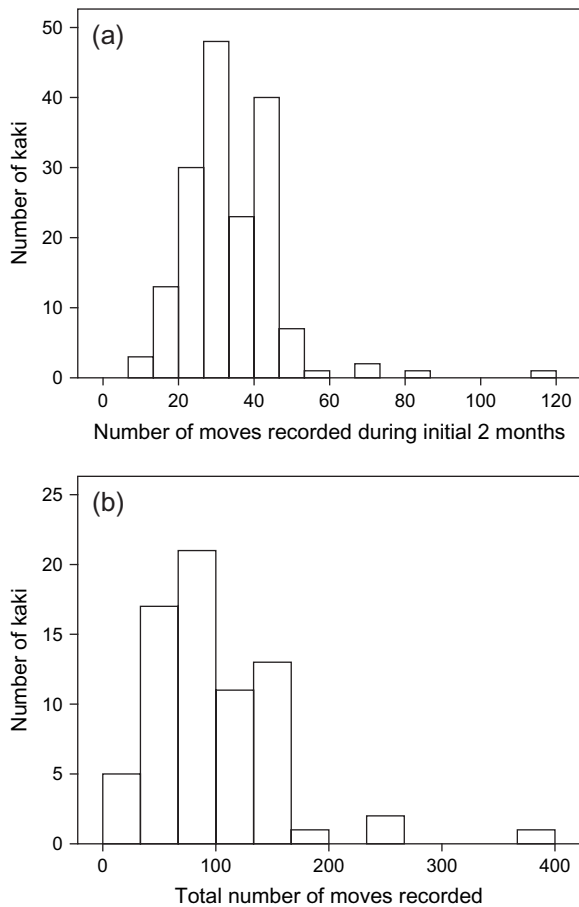 (a)
50
40
30
20
10
0
Number of kaki
0 20 40 60 80 100 120
Number of moves recorded during initial 2 months
(b)
25
20
15
10
5
0
Number of kaki
0 100 200 300 400
Total number of moves recorded